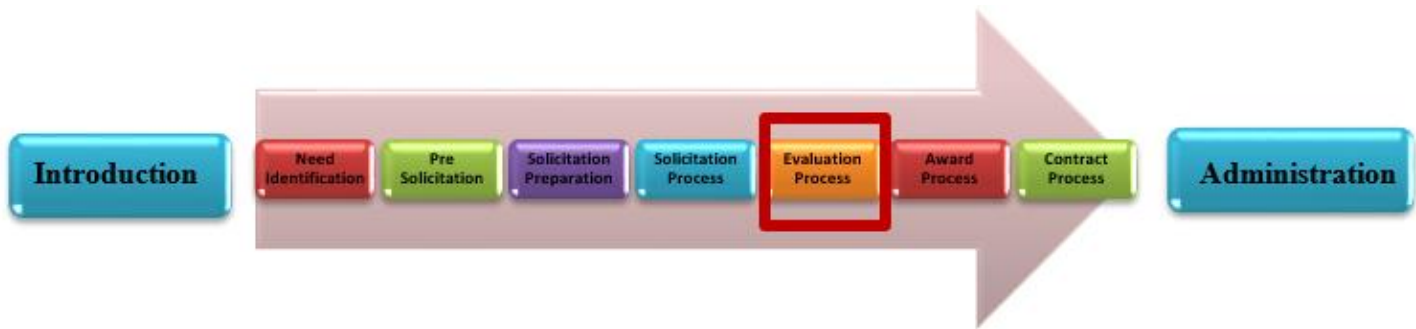 Introduction
Need
Identification
Pre
Solicitation
Solicitation
Preparation
Solicitation
Process
Evaluation
Process
Award
Process
Contract
Process
Administration